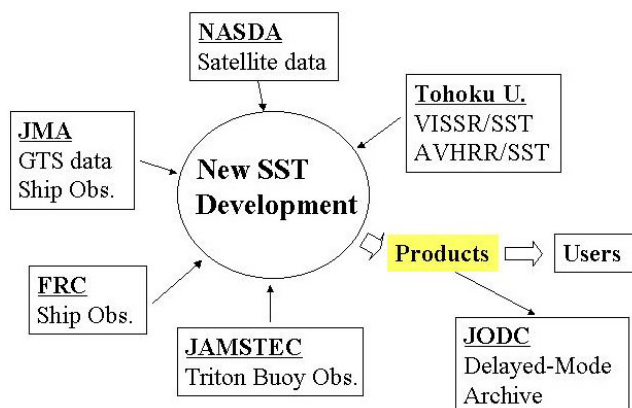 NASDA
Satellite data
Tohoku U.
VISSR/SST
AVHRR/SST
JMA
GTS data
Ship Obs.
New SST
Development
Products
Users
FRC
Ship Obs.
JAMSTEC
Triton Buoy Obs.
JODC
Delayed-Mode
Archive